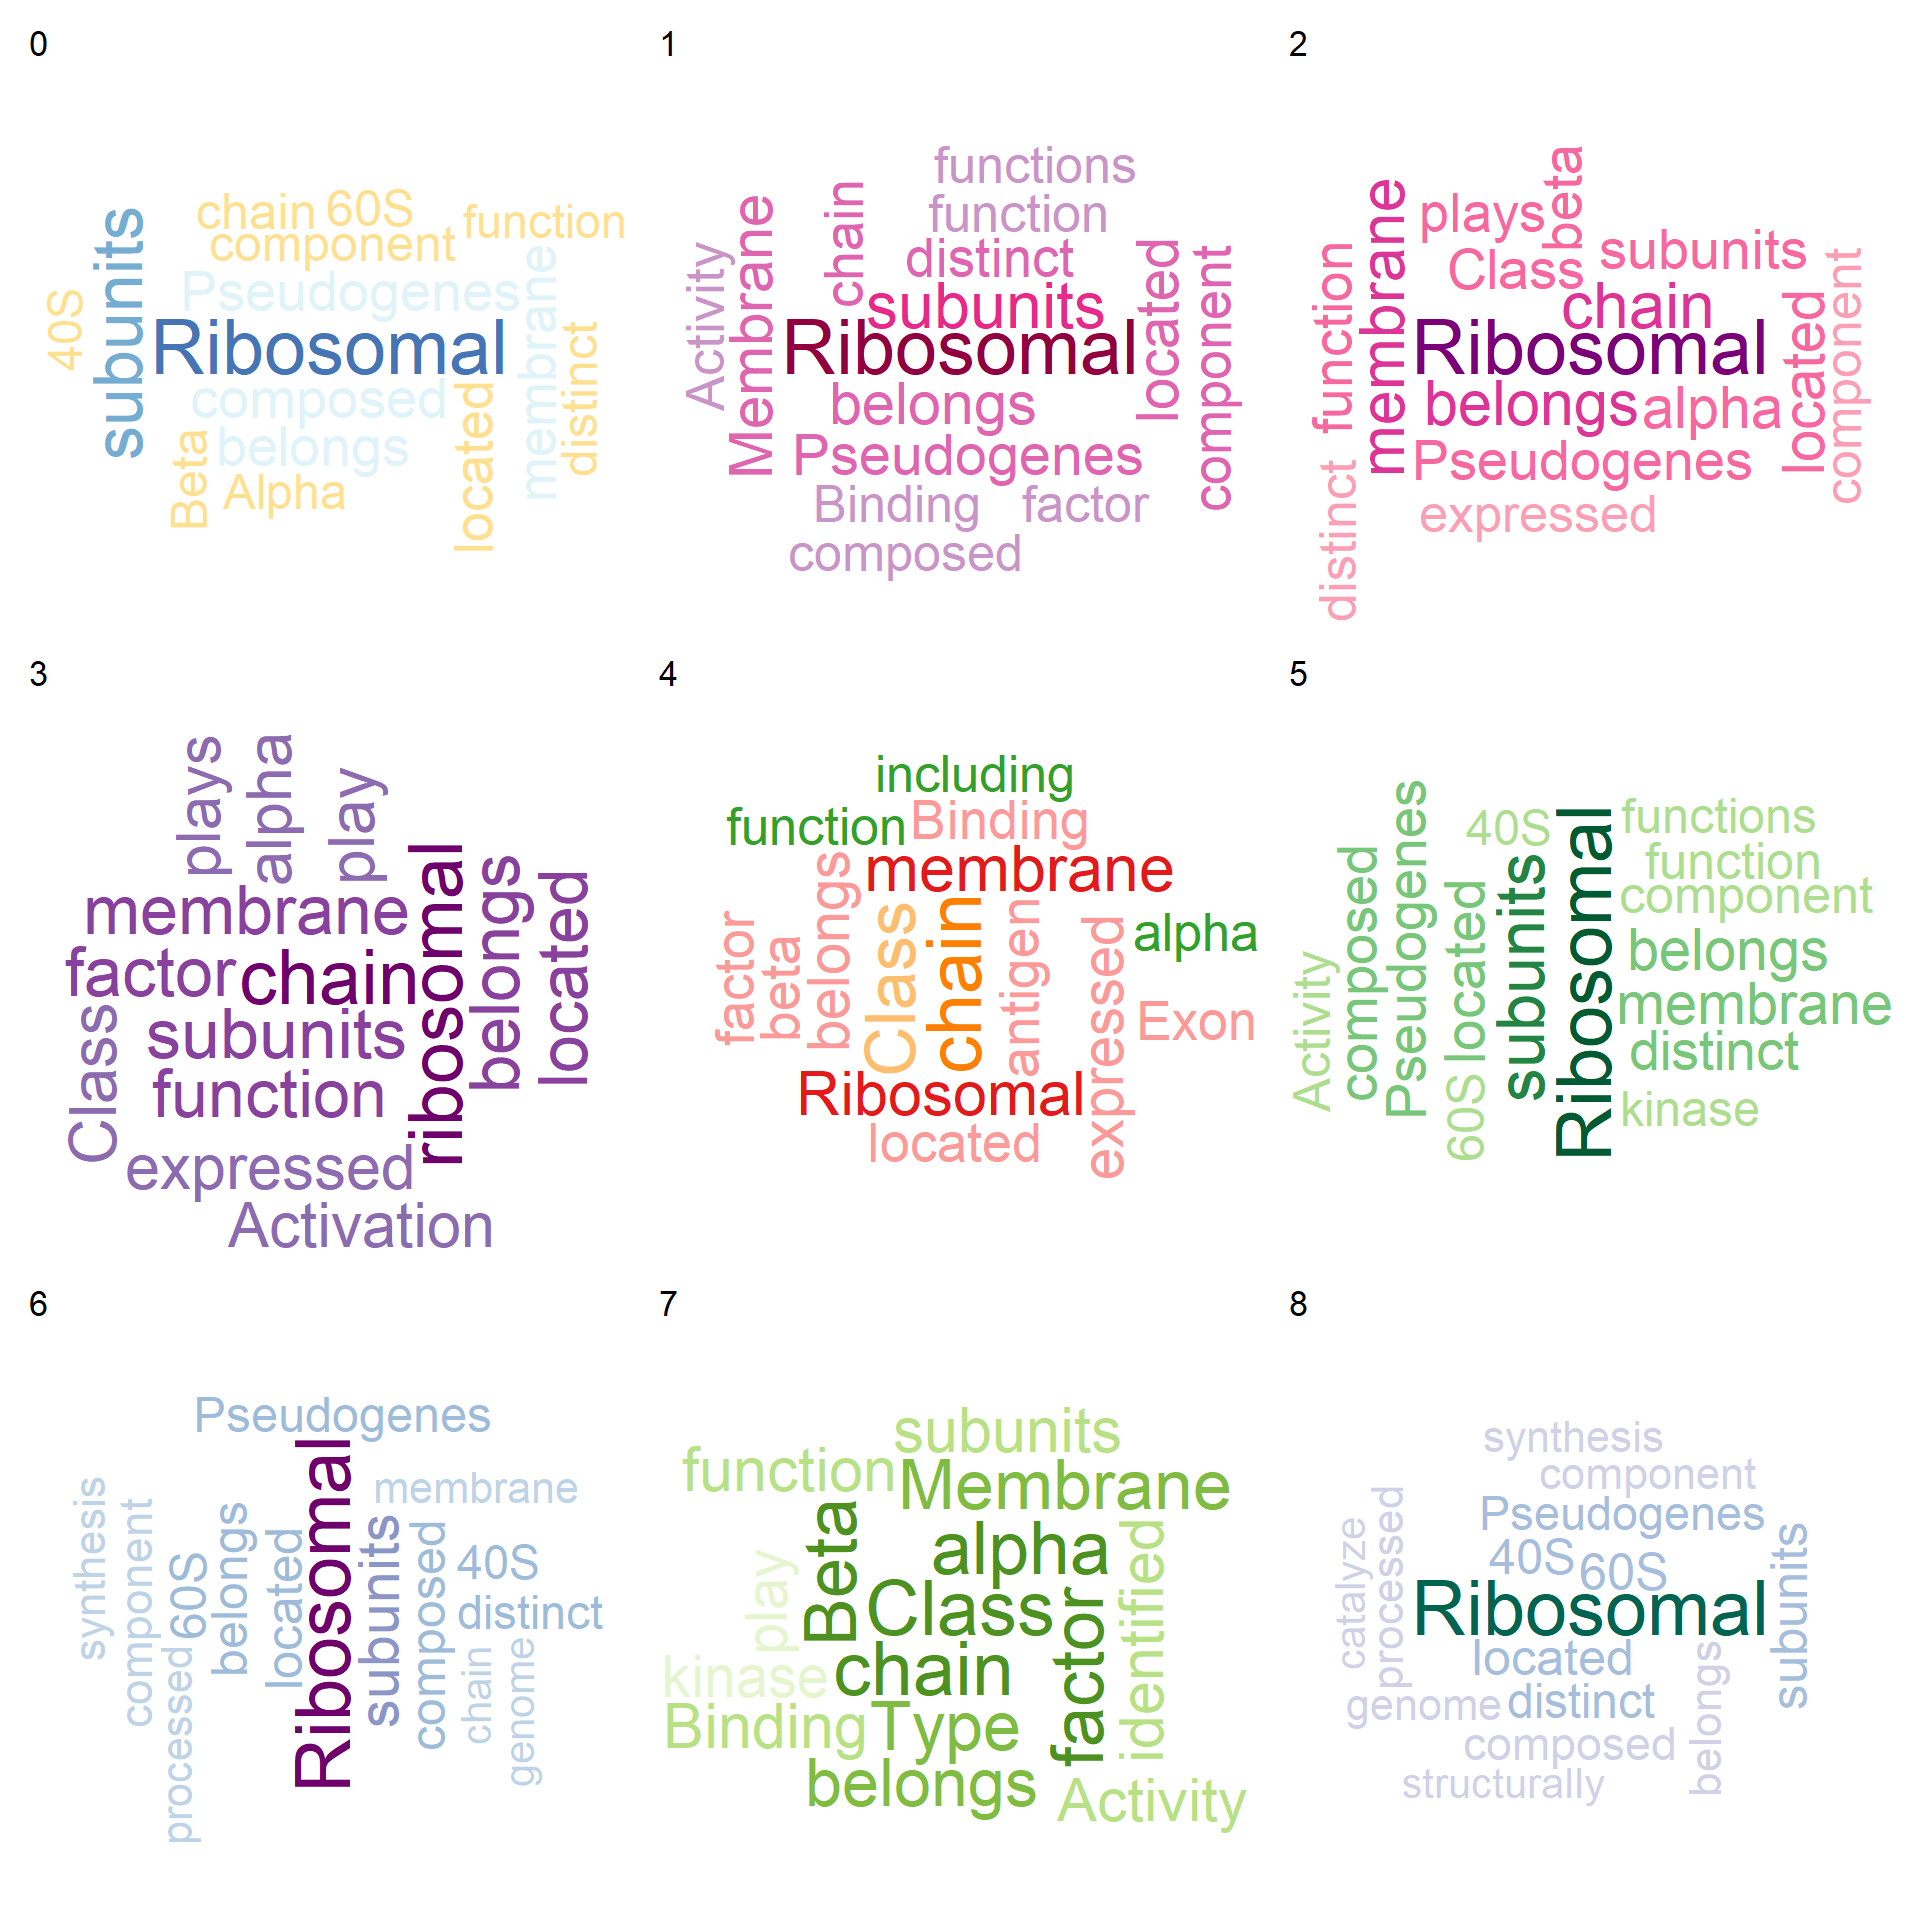 0
chain 60S
function
component
subunits
40S
Pseudogenes
membrane
Ribosomal
distinct
composed
located
belongs
Beta
Alpha
1
functions
function
chain
distinct
Activity
Membrane
subunits
located
component
Ribosomal
belongs
Pseudogenes
Binding
factor
composed
2
beta
plays
membrane
subunits
Class
function
chain
located
component
Ribosomal
belongs
alpha
Pseudogenes
distinct
expressed
3
plays
alpha
play
membrane
ribosomal
belongs
located
factor
chain
Class
subunits
function
expressed
Activation
4
including
function
Binding
membrane
belongs
factor
beta
Class
chain
antigen
expressed
alpha
Exon
Ribosomal
located
5
Pseudogenes
40S
Ribosomal
functions
composed
subunits
function
located
component
belongs
Activity
membrane
distinct
60S
kinase
6
Pseudogenes
Ribosomal
synthesis
membrane
component
belongs
located
subunits
composed
60S
40S
distinct
processed
chain
genome
7
subunits
function
Membrane
Beta
alpha
identified
play
Class
factor
chain
kinase
Binding
Type
belongs
Activity
8
synthesis
component
processed
Pseudogenes
catalyze
40S
60S
subunits
Ribosomal
located
belongs
genome
distinct
composed
structurally